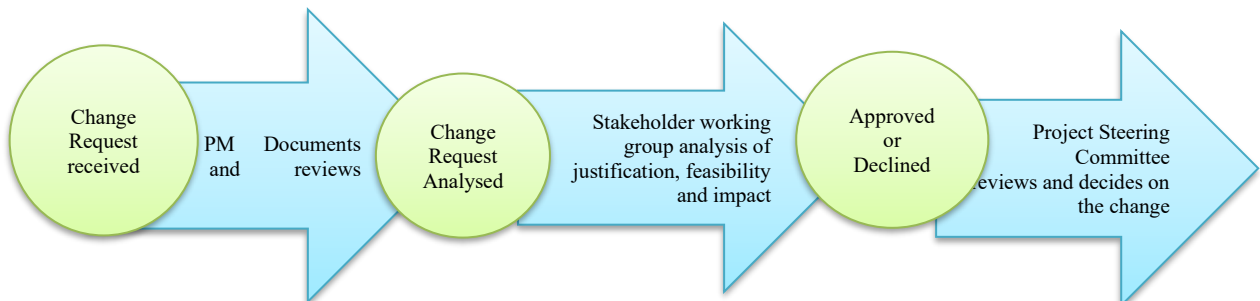 Change
Request
received
PM Documents
and reviews
Change
Request
Analysed
Stakeholder working
group analysis of
justification, feasibility
and impact
Approved
or
Declined
Project Steering
Committee
reviews and decides on
the change